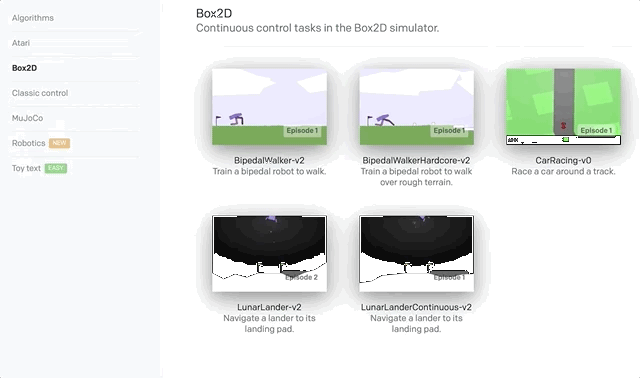 Algorithms
Atari
Box2D
Classic control
MuJoCo
Robotics NEW
Toy text EASY
Box2D
Continuous control tasks in the Box2D simulator.
Episode 1
BipedalWalker-v2
Train a bipedal robot to walk.
Episode 1
BipedalWalkerHardcore-v2
Train a bipedal robot to walk
over rough terrain.
Episode 1
CarRacing-v0
Race a car around a track.
Episode 2
LunarLander-v2
Navigate a lander to its
landing pad.
Episode 1
LunarLanderContinuous-v2
Navigate a lander to its
landing pad.